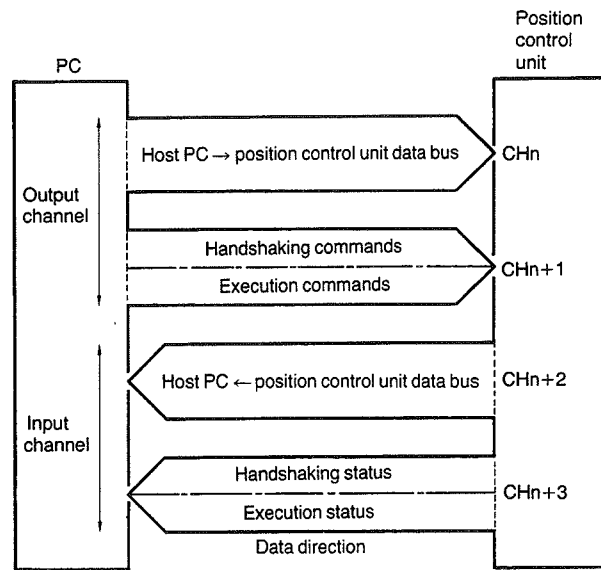 Position
control
unit
PC
Host PC → position control unit data bus
CHn
Output
channel
Handshaking commands
CHn+1
Execution commands
Host PC ← position control unit data bus
CHn+2
Input
channel
Handshaking status
CHn+3
Execution status
Data direction